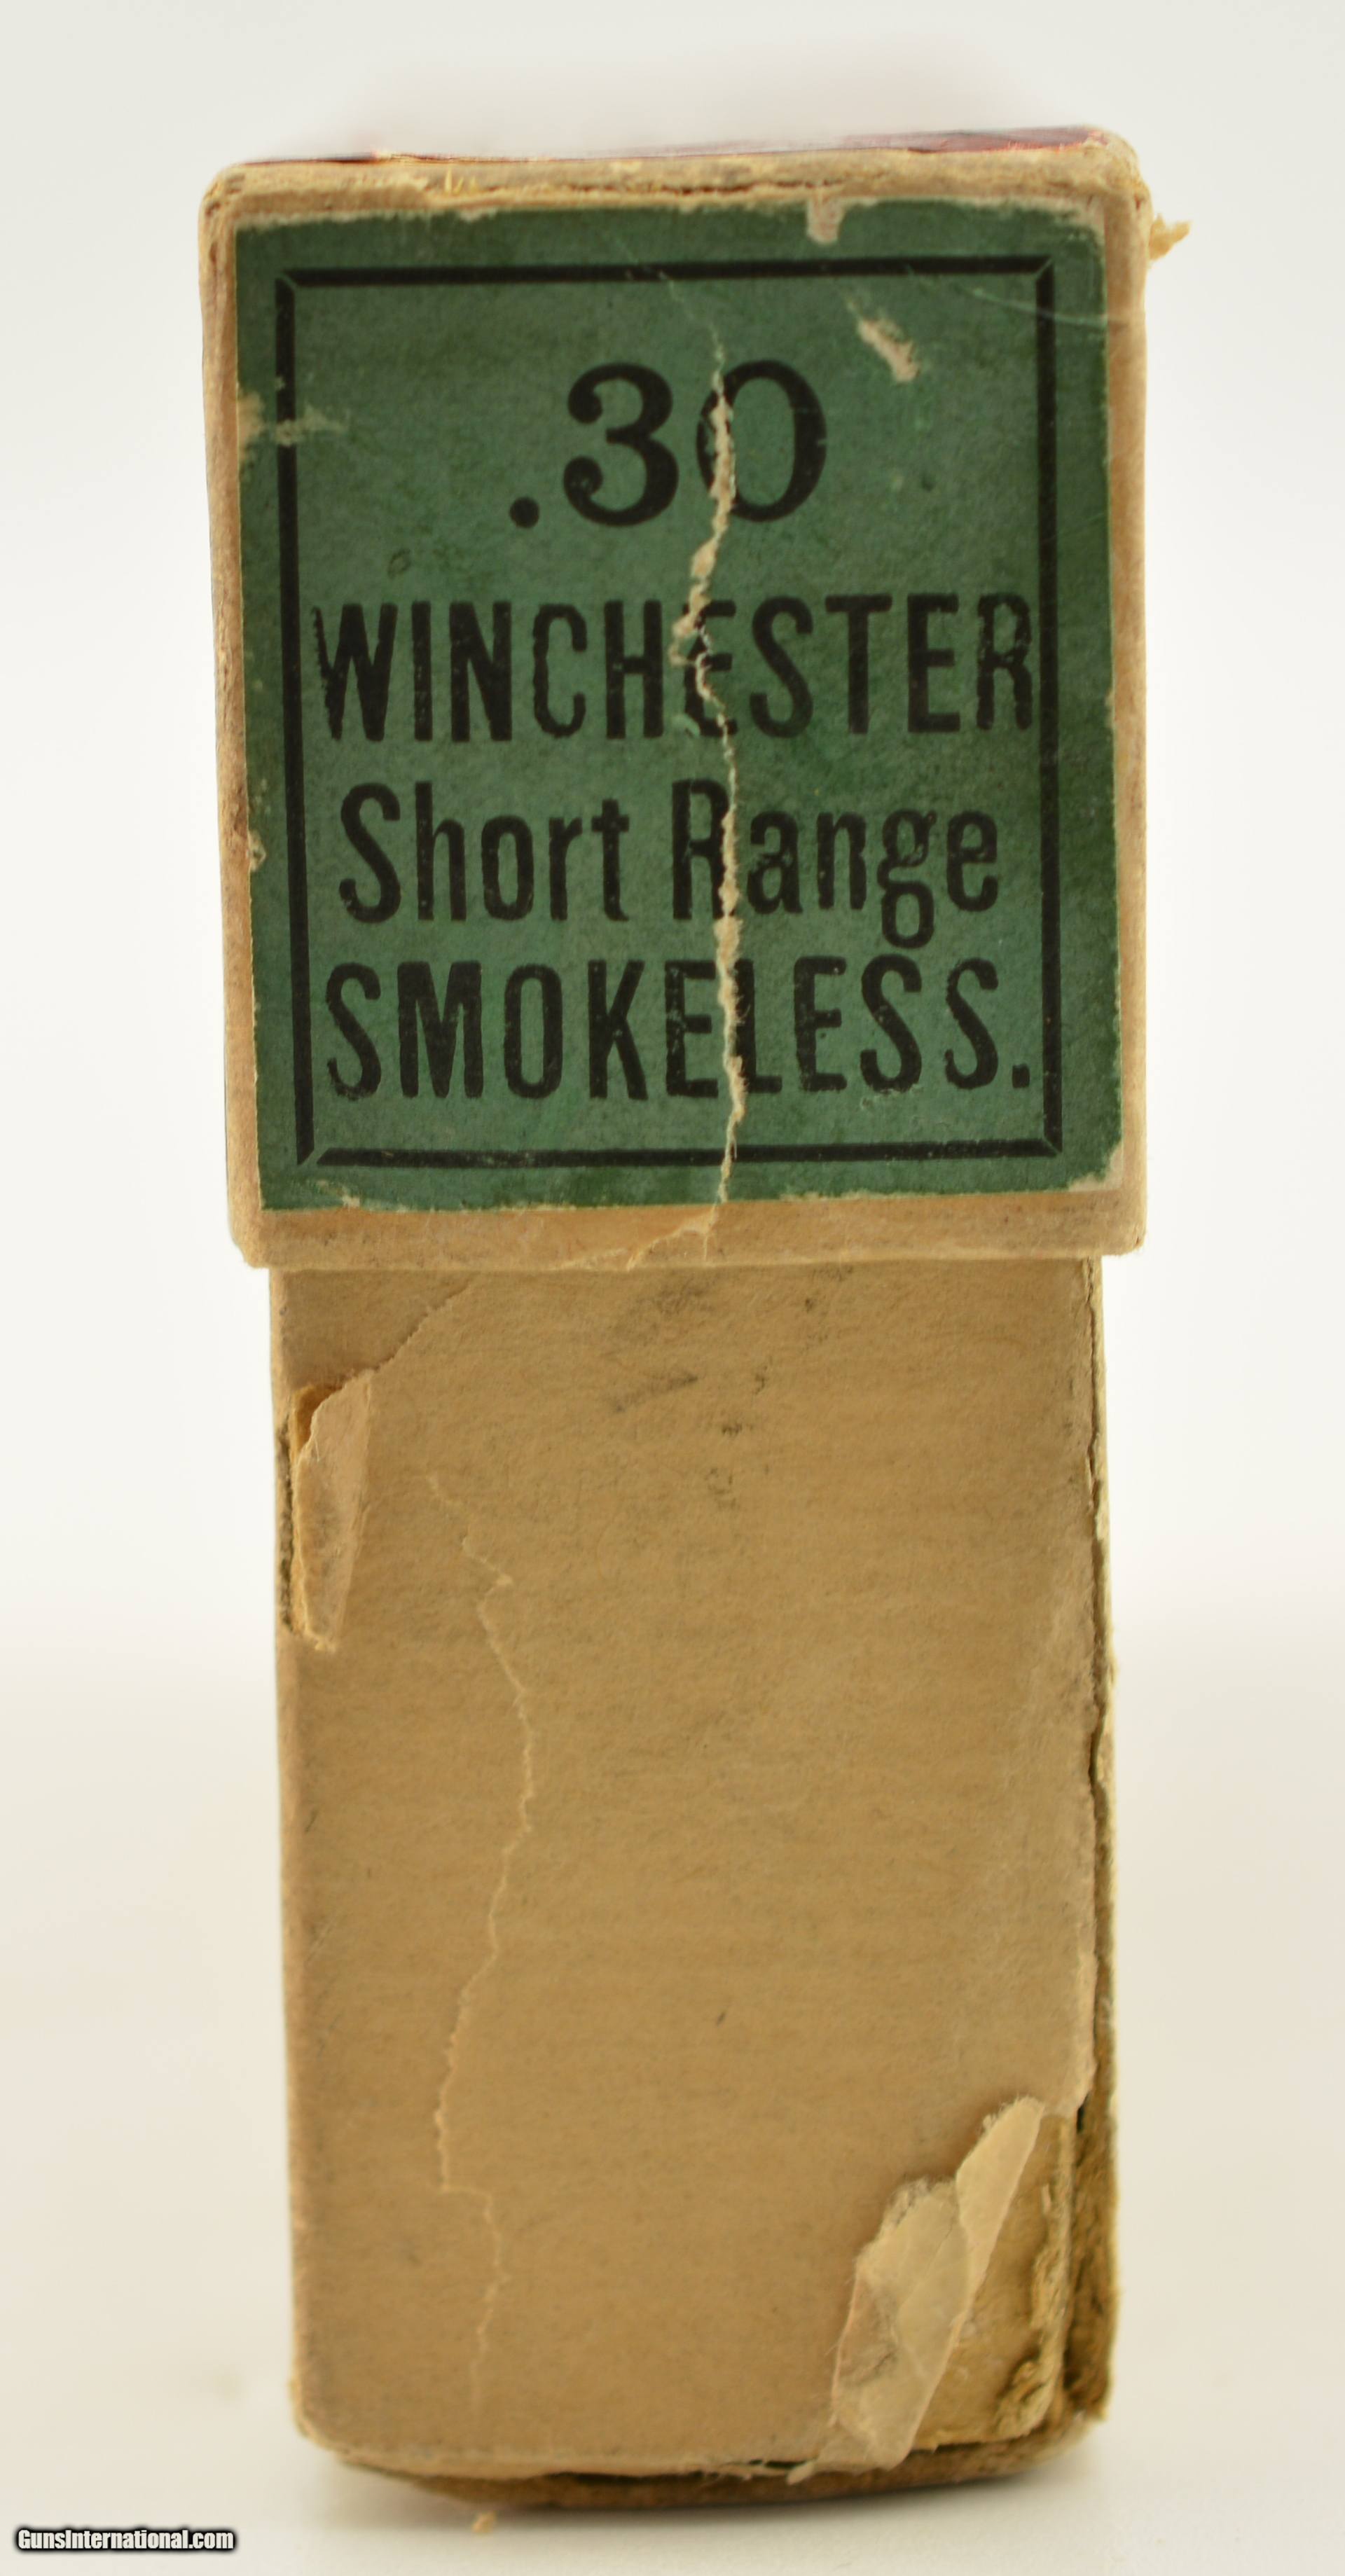 .30
WINCHESTER
Short Range
SMOKELESS.
GunsInternational.com